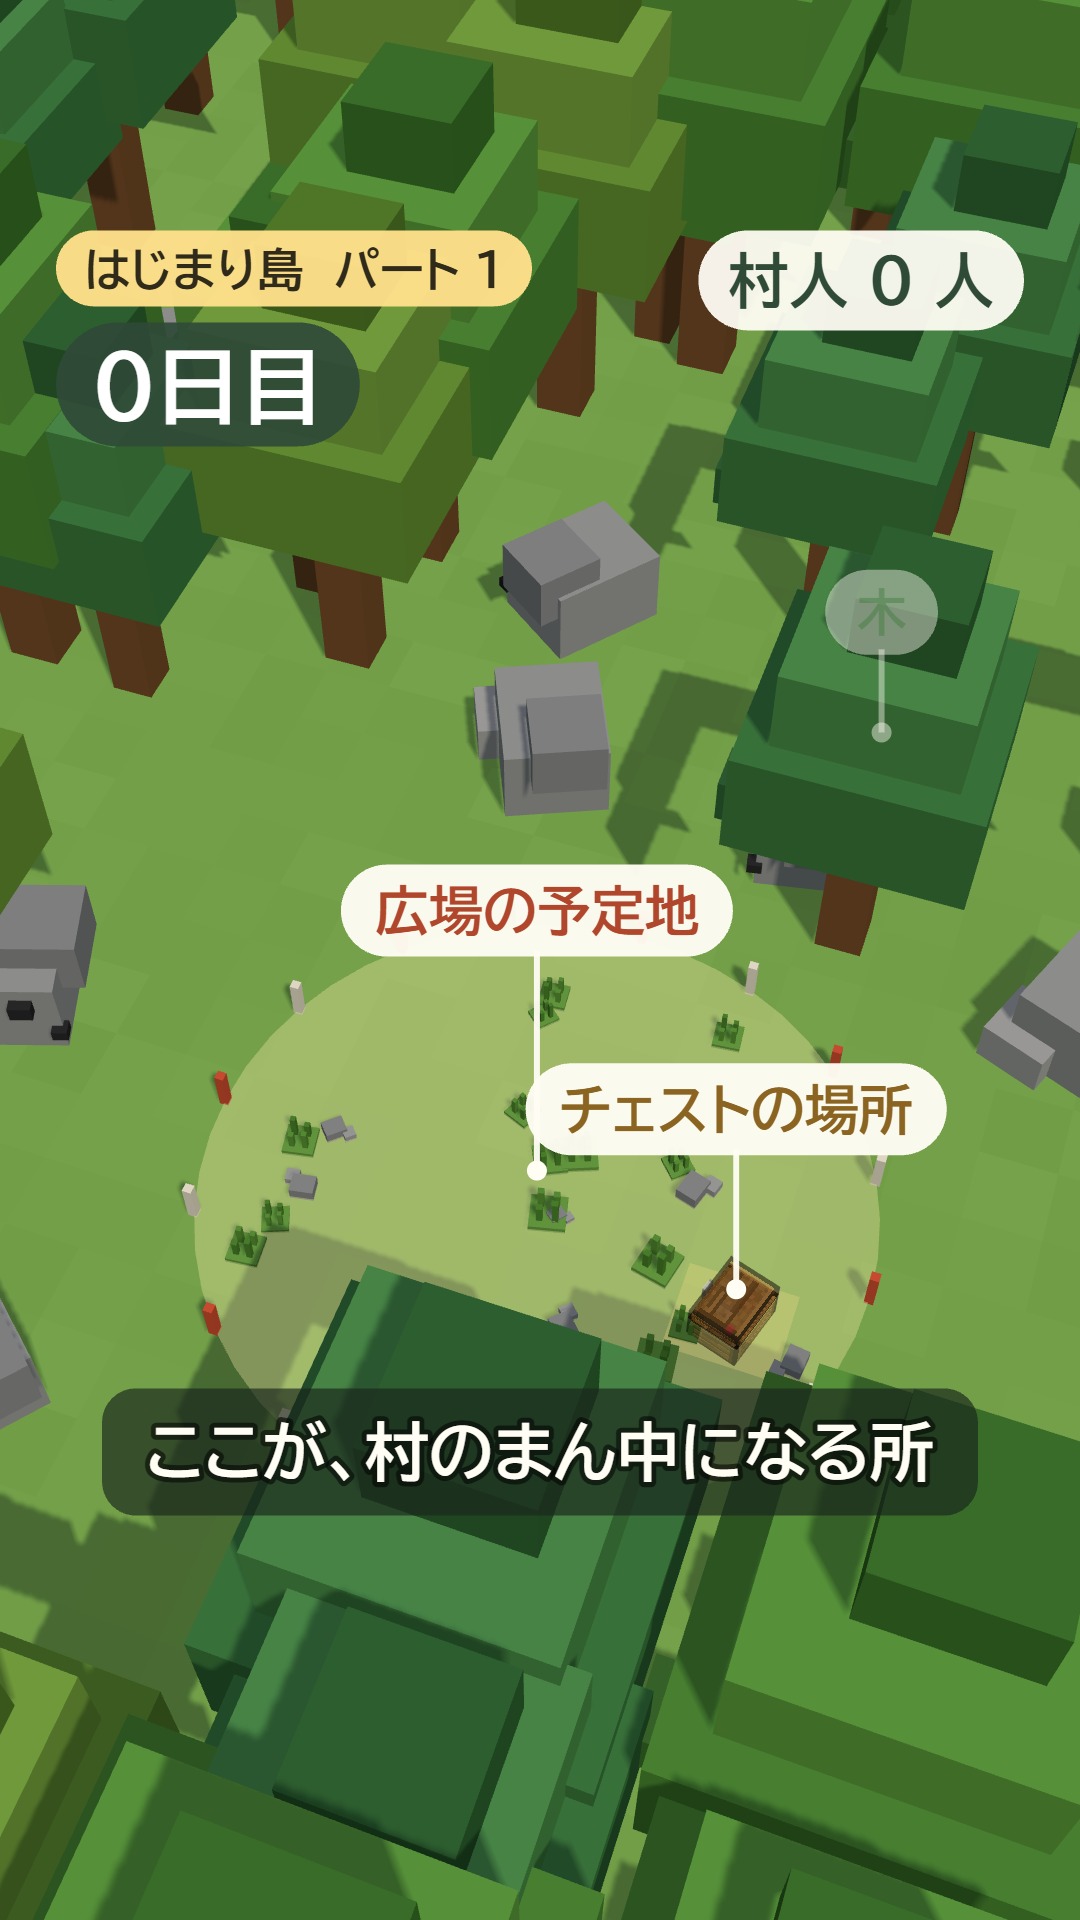 はじまり島 パート 1
村人 0 人
0日目
木
広場の予定地
チェストの場所
ここが、村のまん中になる所